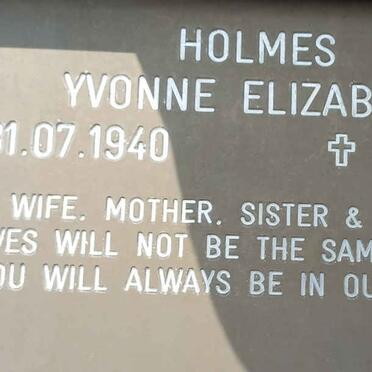 HOLMES
YVONNE ELIZAB
31.07.1940
WIFE. MOTHER. SISTER &
VES WILL NOT BE THE SAM
OU WILL ALWAYS BE IN OU